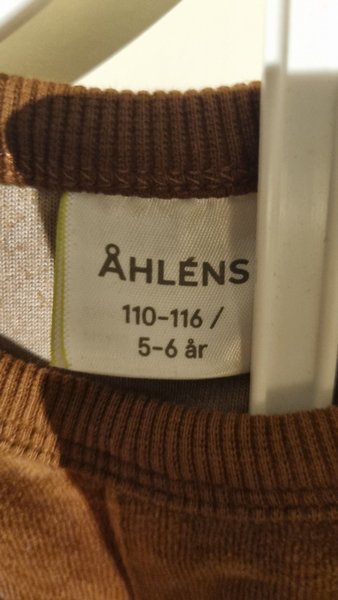 ÅHLÉNS
110-116 /
5-6 år